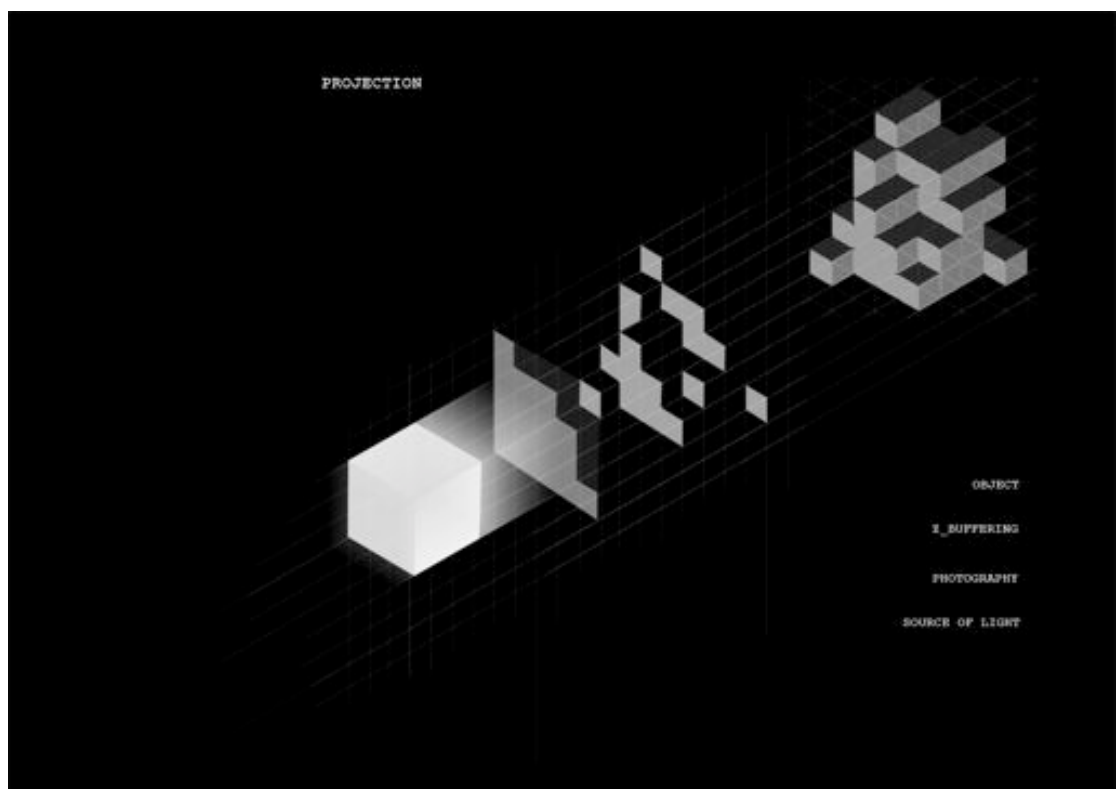 PROJECTION
OBJECT
Z_BUFFERING
PHOTOGRAPHY
SOURCE OF LIGHT